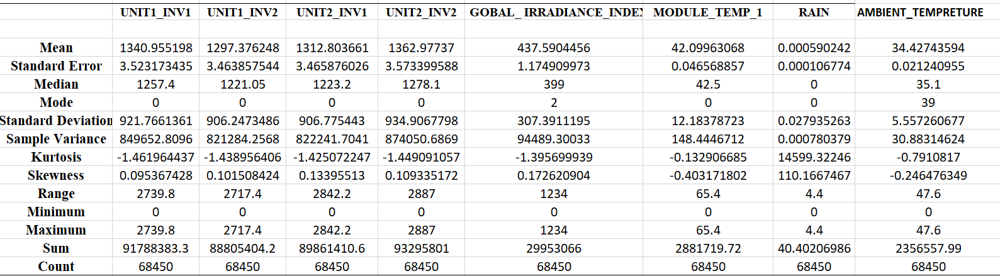 UNIT1_INV1 UNIT1_INV2 UNIT2_INV1 UNIT2_INV2 GOBAL_ IRRADIANCE_INDEX MODULE_TEMP_1 RAIN AMBIENT_TEMPRETURE
Mean 1340.955198 1297.376248 1312.803661 1362.97737 437.5904456 42.09963068 0.000590242 34.42743594
Standard Error 3.523173435 3.463857544 3.465876026 3.573399588 1.174909973 0.046568857 0.000106774 0.021240955
Median 1257.4 1221.05 1223.2 1278.1 399 42.5 0 35.1
Mode 0 0 0 0 2 0 0 39
Standard Deviation 921.7661361 906.2473486 906.775443 934.9067798 307.3911195 12.18378723 0.027935263 5.557260677
Sample Variance 849652.8096 821284.2568 822241.7041 874050.6869 94489.30033 148.4446712 0.000780379 30.88314624
Kurtosis -1.461964437 -1.438956406 -1.425072247 -1.449091057 -1.395699939 -0.132906685 14599.32246 -0.7910817
Skewness 0.095367428 0.101508424 0.13395513 0.109335172 0.172620904 -0.403171802 110.1667467 -0.246476349
Range 2739.8 2717.4 2842.2 2887 1234 65.4 4.4 47.6
Minimum 0 0 0 0 0 0 0 0
Maximum 2739.8 2717.4 2842.2 2887 1234 65.4 4.4 47.6
Sum 91788383.3 88805404.2 89861410.6 93295801 29953066 2881719.72 40.40206986 2356557.99
Count 68450 68450 68450 68450 68450 68450 68450 68450